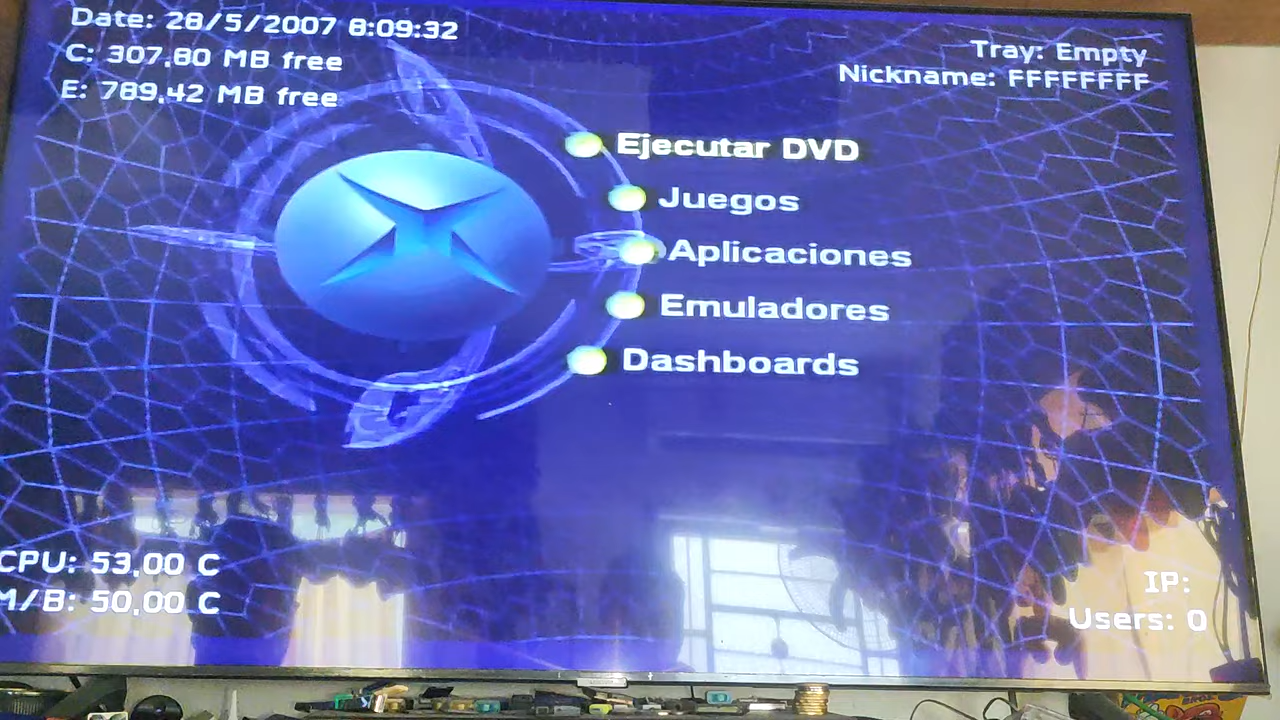 Date: 28/5/2007 8:09:32
C: 307,80 MB free
E: 789,42 MB free
Tray: Empty
Nickname: FFFFFFFF
Ejecutar DVD
Juegos
Aplicaciones
Emuladores
Dashboards
CPU: 53,00 C
M/B: 50,00 C
IP:
Users: 0